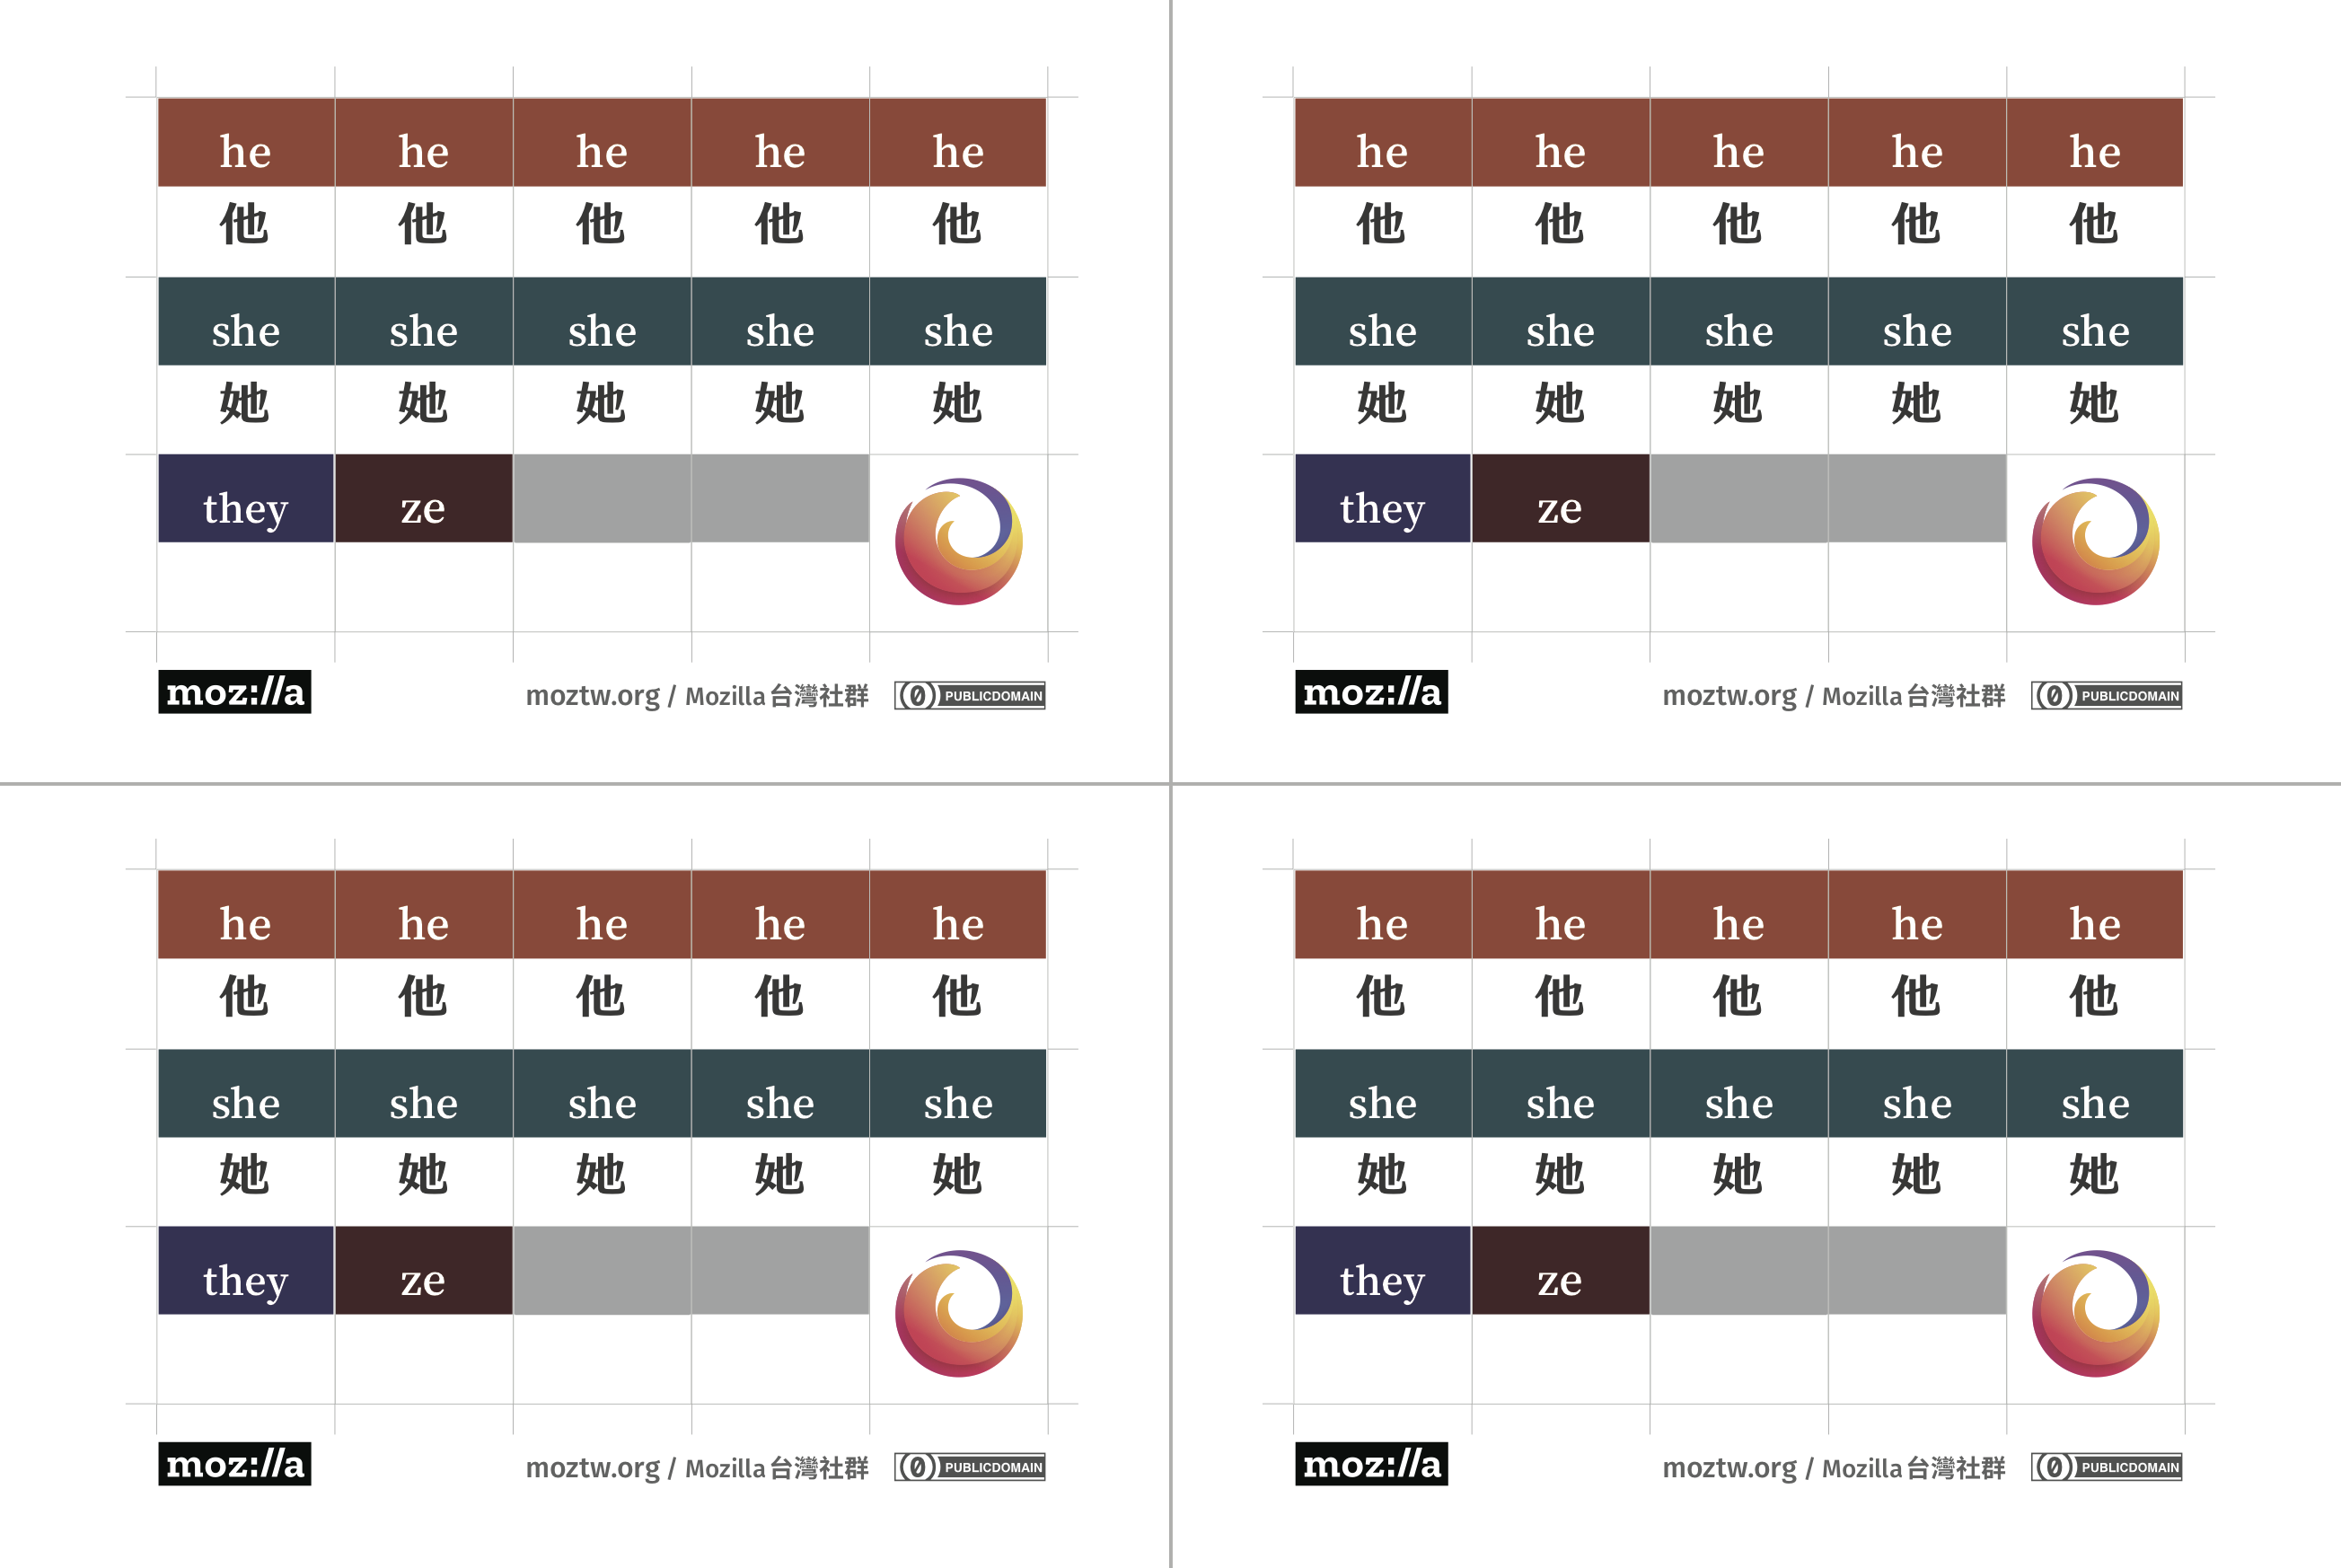 he he he he he
他 他 他 他 他
she she she she she
她 她 她 她 她
they ze
moz://a moztw.org / Mozilla 台灣社群 0 PUBLICDOMAIN
he he he he he
他 他 他 他 他
she she she she she
她 她 她 她 她
they ze
moz://a moztw.org / Mozilla 台灣社群 0 PUBLICDOMAIN
he he he he he
他 他 他 他 他
she she she she she
她 她 她 她 她
they ze
moz://a moztw.org / Mozilla 台灣社群 0 PUBLICDOMAIN
he he he he he
他 他 他 他 他
she she she she she
她 她 她 她 她
they ze
moz://a moztw.org / Mozilla 台灣社群 0 PUBLICDOMAIN